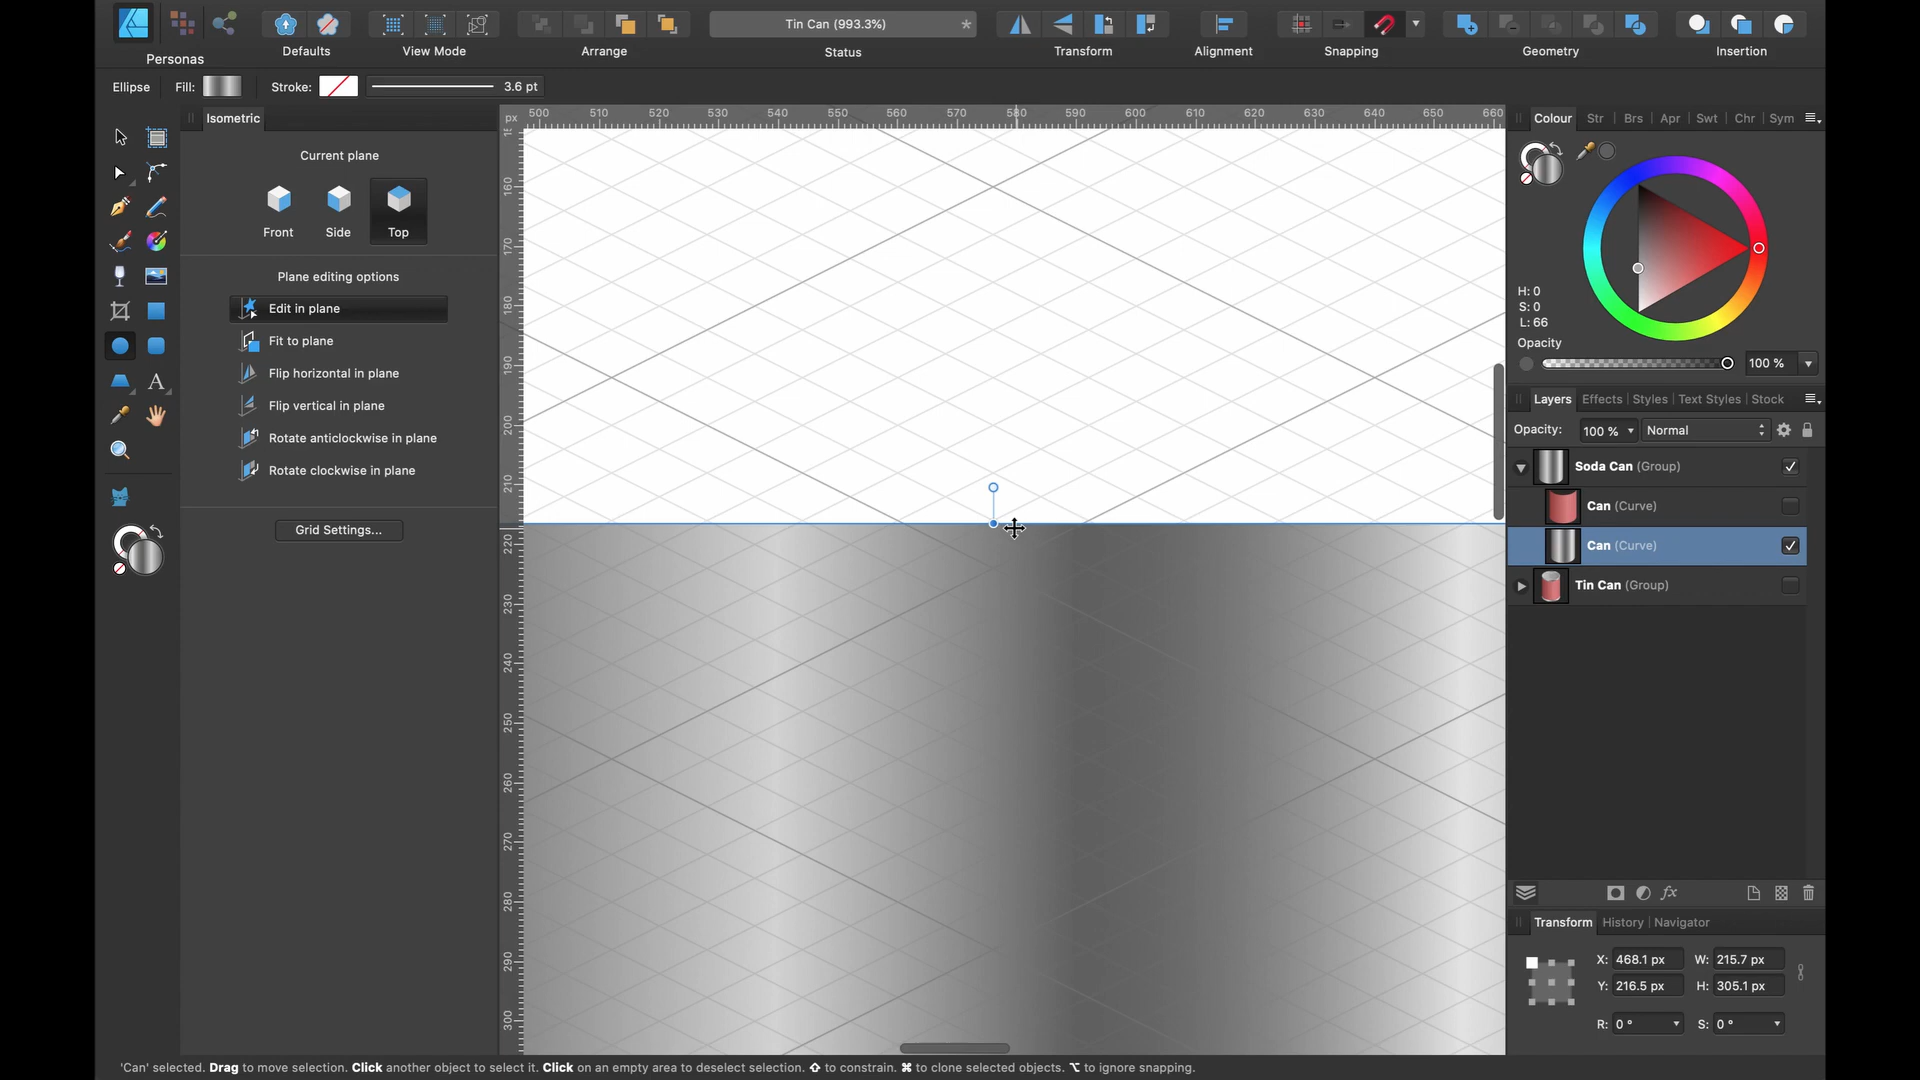 Personas
Defaults
View Mode
Arrange
Tin Can (993.3%)
*
Status
Transform
Alignment
Snapping
Geometry
Insertion
Ellipse
Fill:
Stroke:
3.6 pt
Isometric
Current plane
Front
Side
Top
Plane editing options
Edit in plane
Fit to plane
Flip horizontal in plane
Flip vertical in plane
Rotate anticlockwise in plane
Rotate clockwise in plane
Grid Settings...
px
500 510 520 530 540 550 560 570 580 590 600 610 620 630 640 650 660
160
170
180
190
200
210
220
230
240
250
260
270
280
290
300
Colour Str Brs Apr Swt Chr Sym
H: 0
S: 0
L: 66
Opacity
100 %
Layers Effects Styles Text Styles Stock
Opacity: 100 % Normal
Soda Can (Group)
Can (Curve)
Can (Curve)
Tin Can (Group)
fx
Transform History Navigator
X: 468.1 px W: 215.7 px
Y: 216.5 px H: 305.1 px
R: 0 ° S: 0 °
'Can' selected. Drag to move selection. Click another object to select it. Click on an empty area to deselect selection. ⇧ to constrain. ⌘ to clone selected objects. ⌥ to ignore snapping.